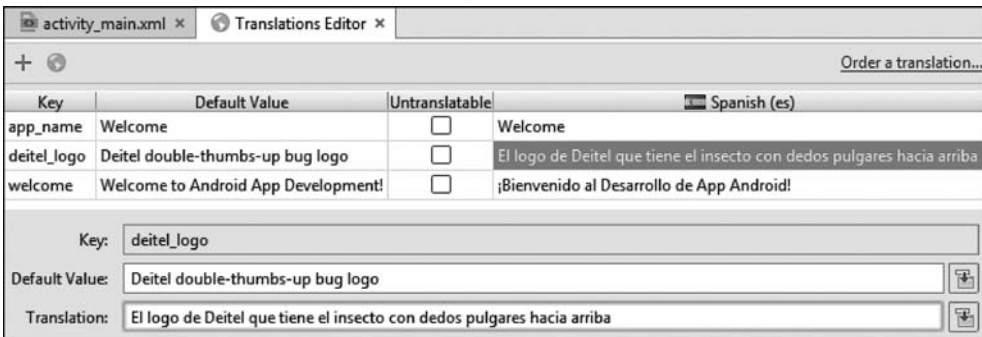 activity_main.xml × Translations Editor ×
+ Order a translation...
Key Default Value Untranslatable Spanish (es)
app_name Welcome Welcome
deitel_logo Deitel double-thumbs-up bug logo El logo de Deitel que tiene el insecto con dedos pulgares hacia arriba
welcome Welcome to Android App Development! ¡Bienvenido al Desarrollo de App Android!
Key: deitel_logo
Default Value: Deitel double-thumbs-up bug logo
Translation: El logo de Deitel que tiene el insecto con dedos pulgares hacia arriba